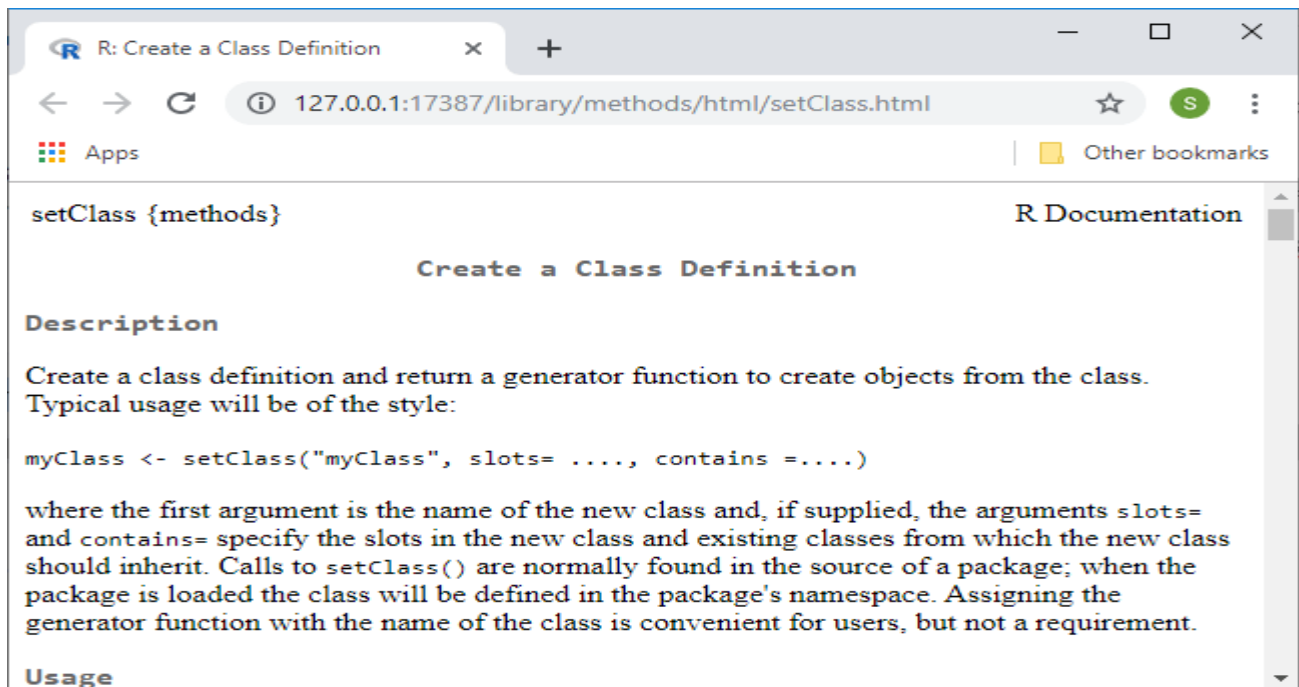 R: Create a Class Definition
127.0.0.1:17387/library/methods/html/setClass.html
S
Apps
Other bookmarks
setClass {methods} R Documentation
Create a Class Definition
Description
Create a class definition and return a generator function to create objects from the class.
Typical usage will be of the style:
myClass <- setClass("myClass", slots= ...., contains =....)
where the first argument is the name of the new class and, if supplied, the arguments slots=
and contains= specify the slots in the new class and existing classes from which the new class
should inherit. Calls to setClass() are normally found in the source of a package; when the
package is loaded the class will be defined in the package's namespace. Assigning the
generator function with the name of the class is convenient for users, but not a requirement.
Usage